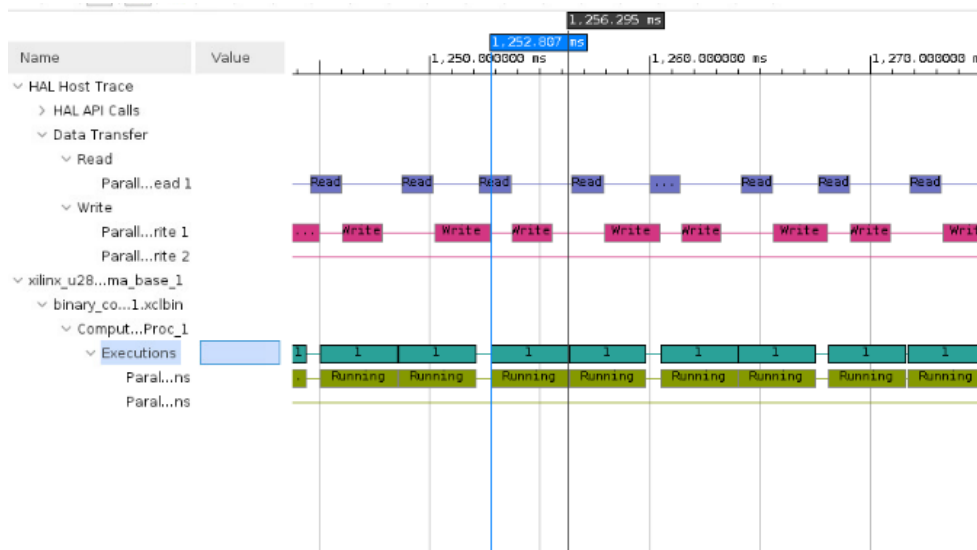 1,256.295 ms
1,252.807 ms
Name Value 1,250.000000 ms 1,260.000000 ms 1,270.000000 m
HAL Host Trace
HAL API Calls
Data Transfer
Read
Parall...ead 1 Read Read Read Read ... Read Read Read
Write
Parall...rite 1 ... Write Write Write Write Write Write Write Writ
Parall...rite 2
xilinx_u28...ma_base_1
binary_co...1.xclbin
Comput...Proc_1
Executions 1 1 1 1 1 1 1 1 1
Paral...ns . Running Running Running Running Running Running Running Running
Paral...ns